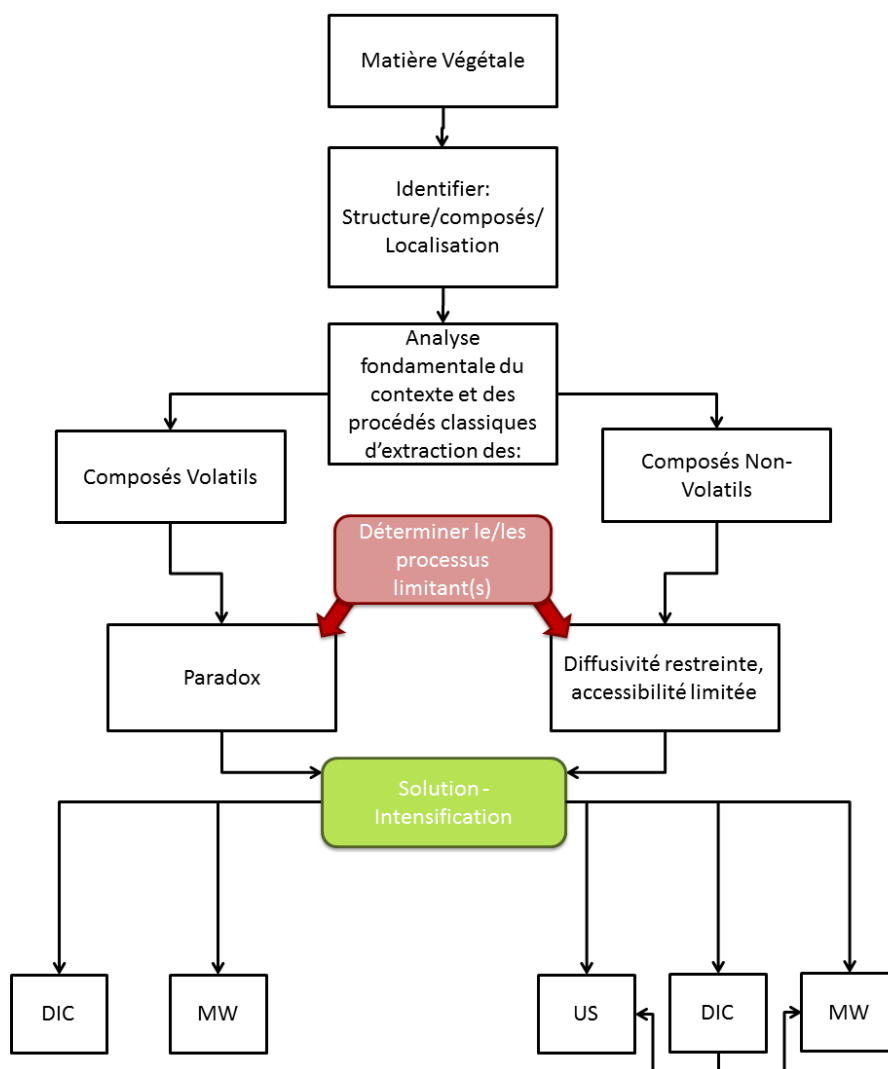 Matière Végétale
Identifier:
Structure/composés/
Localisation
Analyse
fondamentale du
contexte et des
procédés classiques
d'extraction des:
Composés Volatils
Composés Non-
Volatils
Déterminer le/les
processus
limitant(s)
Paradox
Diffusivité restreinte,
accessibilité limitée
Solution -
Intensification
DIC
MW
US
DIC
MW